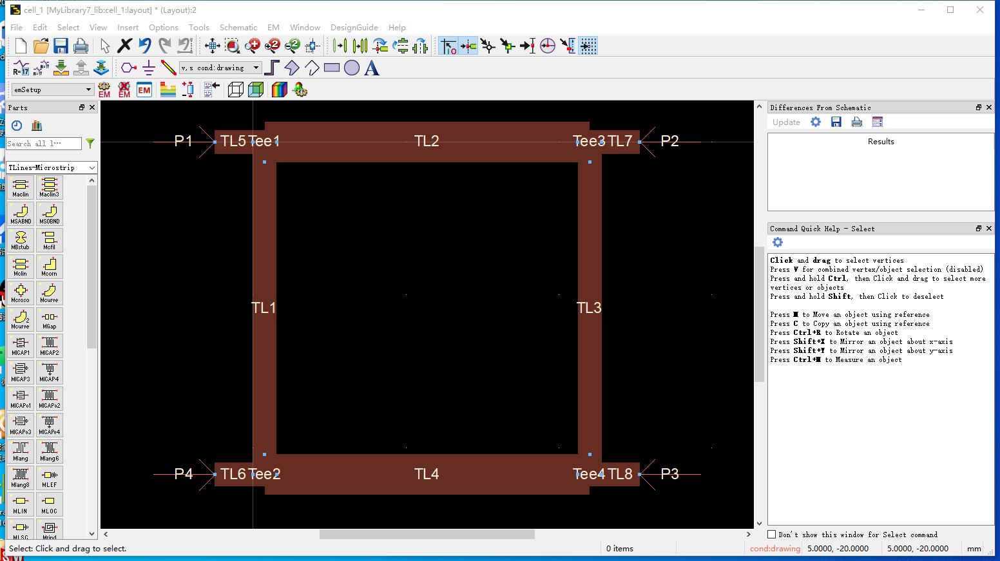 cell_1 [MyLibrary7_lib:cell_1:layout] * (Layout):2
File Edit Select View Insert Options Tools Schematic EM Window DesignGuide Help
v,s cond:drawing
emSetup
EM EM EM
Parts
Search all l…
TLines-Microstrip
Maclin Maclin3
MSABND MSOBND
MBstub Mcfil
Mclin Mcorn
Mcroso Mcurve
Mcurve MGap
MICAP1 MICAP2
MICAP3 MICAP4
MICAPo1 MICAPo2
MICAPo3 MICAPo4
Mlang Mlang6
Mlang8 MLEF
MLIN MLOC
MLSC Mrind
P1 TL5 Tee1 TL2 Tee3 TL7 P2
TL1 TL3
P4 TL6 Tee2 TL4 Tee4 TL8 P3
Differences From Schematic
Update
Results
Command Quick Help - Select
Click and drag to select vertices
Press V for combined vertex/object selection (disabled)
Press and hold Ctrl, then Click and drag to select more
vertices or objects
Press and hold Shift, then Click to deselect
Press M to Move an object using reference
Press C to Copy an object using reference
Press Ctrl+R to Rotate an object
Press Shift+X to Mirror an object about x-axis
Press Shift+Y to Mirror an object about y-axis
Press Ctrl+M to Measure an object
Don't show this window for Select command
Select: Click and drag to select.
0 items
cond:drawing 5.0000, -20.0000 5.0000, -20.0000 mm